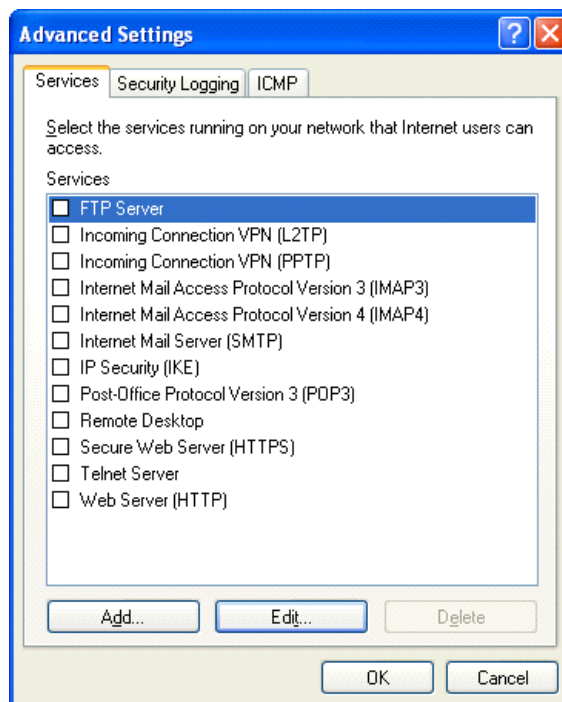 Advanced Settings
Services
Security Logging
ICMP
Select the services running on your network that Internet users can
access.
Services
FTP Server
Incoming Connection VPN (L2TP)
Incoming Connection VPN (PPTP)
Internet Mail Access Protocol Version 3 (IMAP3)
Internet Mail Access Protocol Version 4 (IMAP4)
Internet Mail Server (SMTP)
IP Security (IKE)
Post-Office Protocol Version 3 (POP3)
Remote Desktop
Secure Web Server (HTTPS)
Telnet Server
Web Server (HTTP)
Add...
Edit...
Delete
OK
Cancel